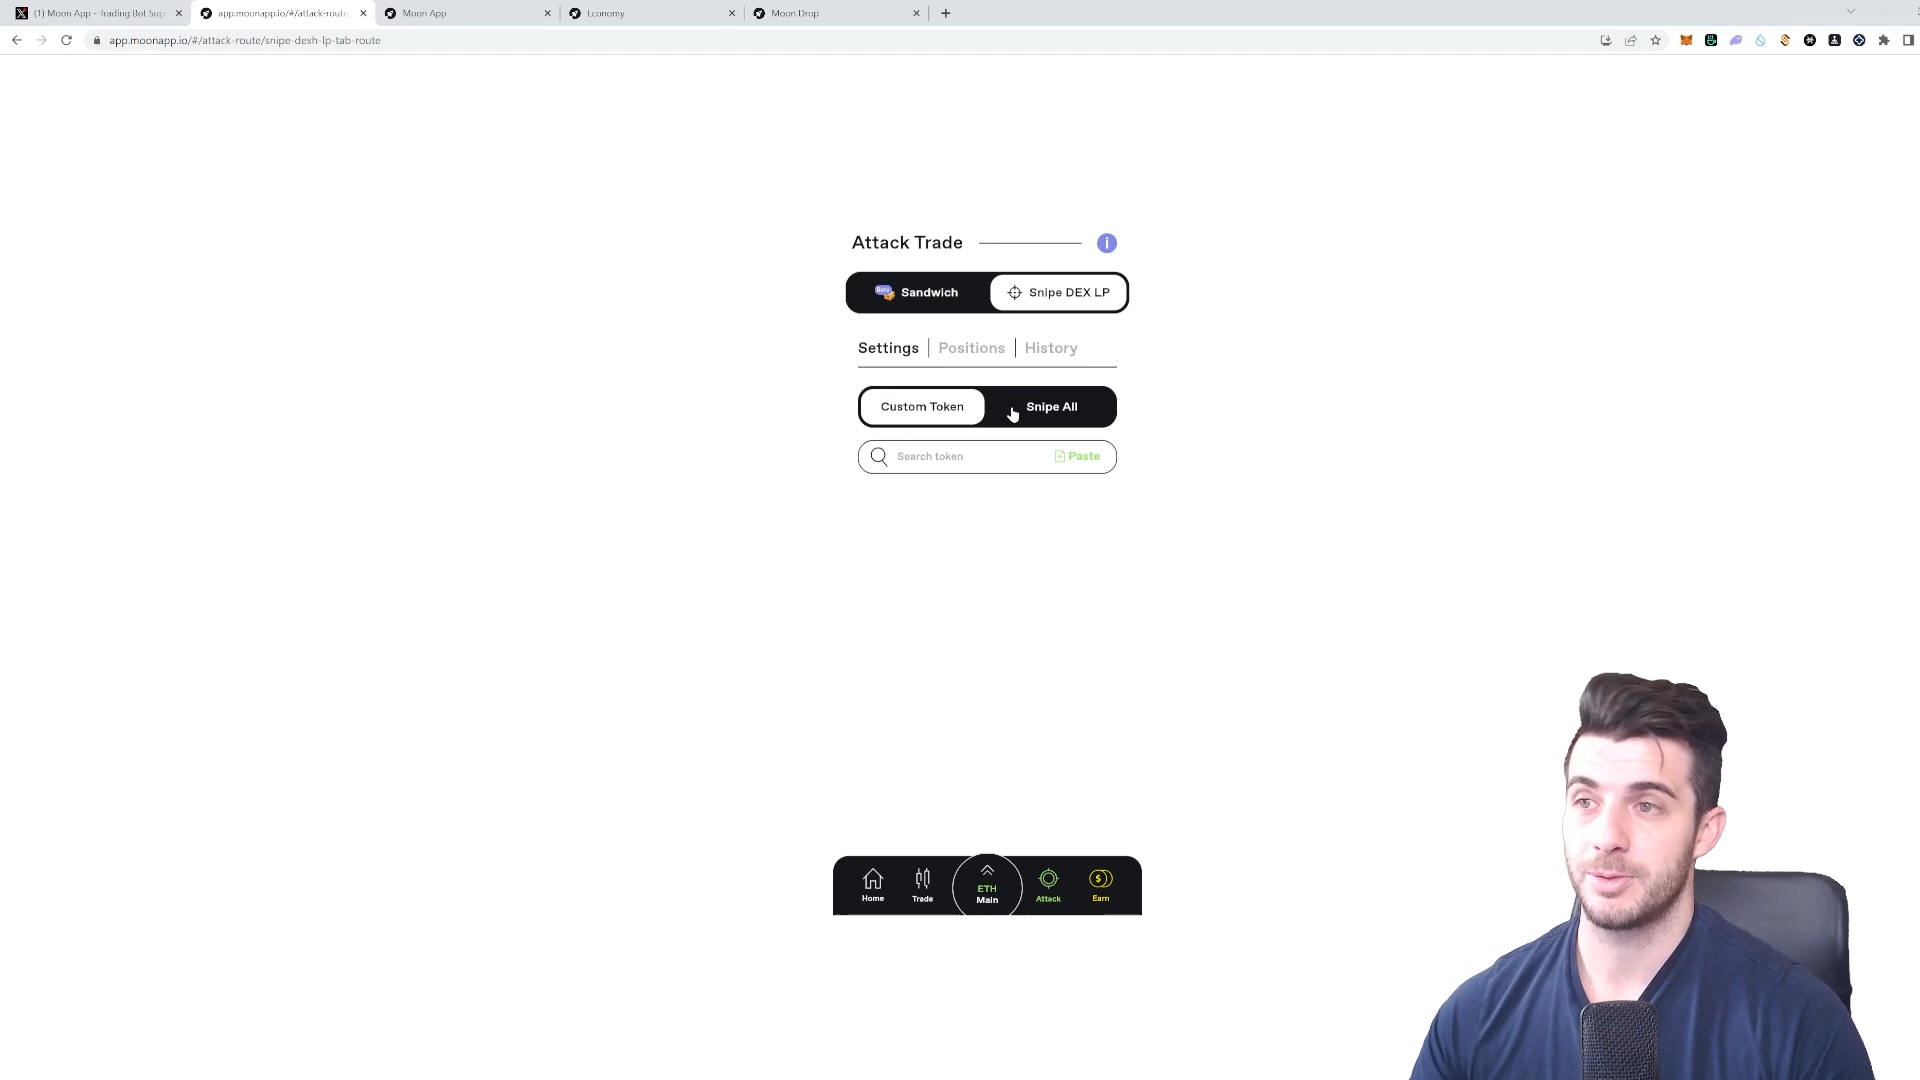 (1) Moon App - Trading Bot Sup
app.moonapp.io/#/attack-route
Moon App
Economy
Moon Drop
app.moonapp.io/#/attack-route/snipe-dexh-lp-tab-route
Attack Trade
i
Beta Sandwich
Snipe DEX LP
Settings
Positions
History
Custom Token
Snipe All
Search token
Paste
Home
Trade
ETH
Main
Attack
$
Earn